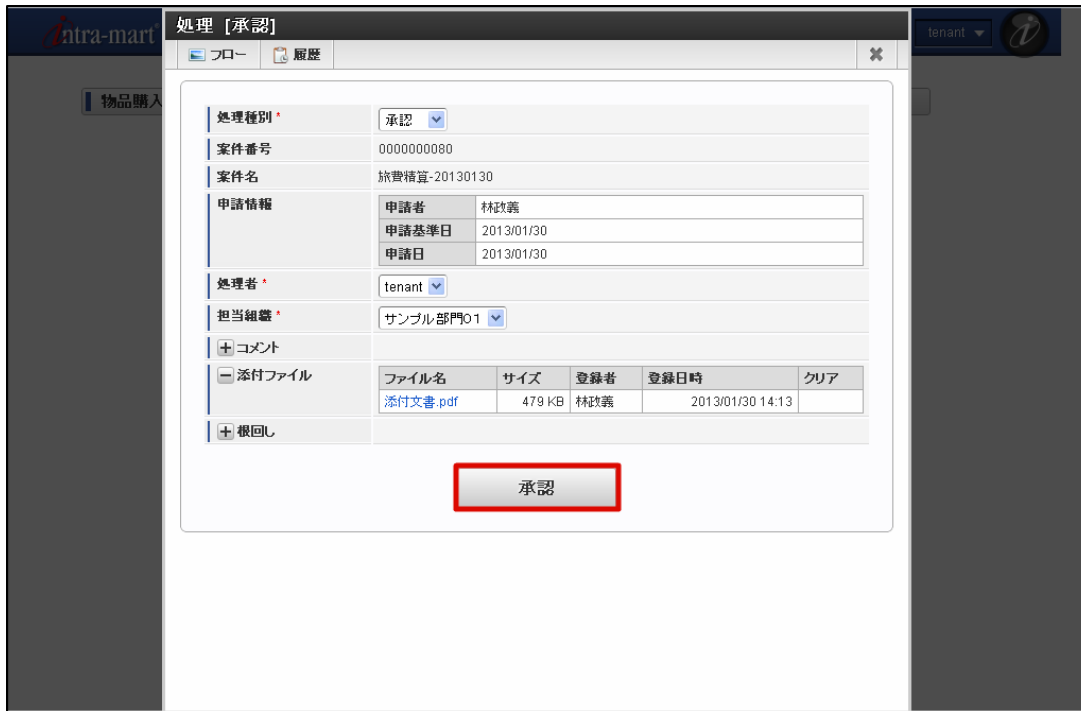 intra-mart
tenant
処理 [承認]
フロー 履歴
物品購入
処理種別* 承認
案件番号 0000000080
案件名 旅費精算-20130130
申請情報 申請者 林政義
申請基準日 2013/01/30
申請日 2013/01/30
処理者* tenant
担当組織* サンプル部門01
コメント
添付ファイル ファイル名 サイズ 登録者 登録日時 クリア
添付文書.pdf 479 KB 林政義 2013/01/30 14:13
根回し
承認